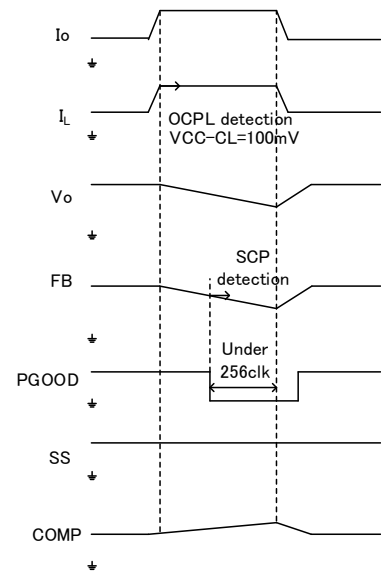 Io
IL
OCPL detection
VCC-CL=100mV
Vo
SCP
detection
FB
Under
256clk
PGOOD
SS
COMP